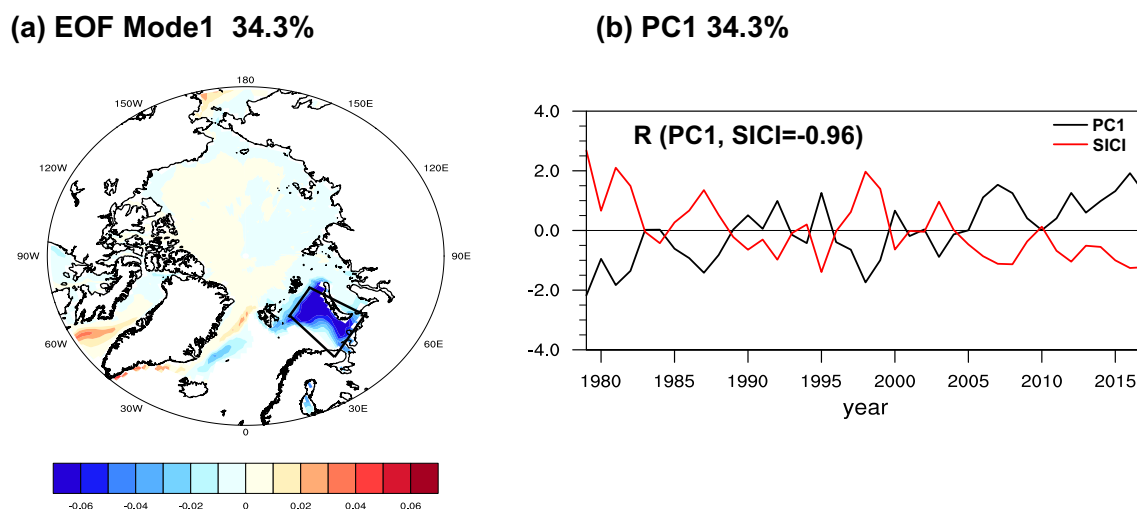 (a) EOF Mode1 34.3%
180
150W
150E
120W
120E
90W
90E
60W
60E
30W
30E
0
-0.06 -0.04 -0.02 0 0.02 0.04 0.06
(b) PC1 34.3%
R (PC1, SICI=-0.96)
PC1
SICI
4.0
2.0
0.0
-2.0
-4.0
1980 1985 1990 1995 2000 2005 2010 2015
year